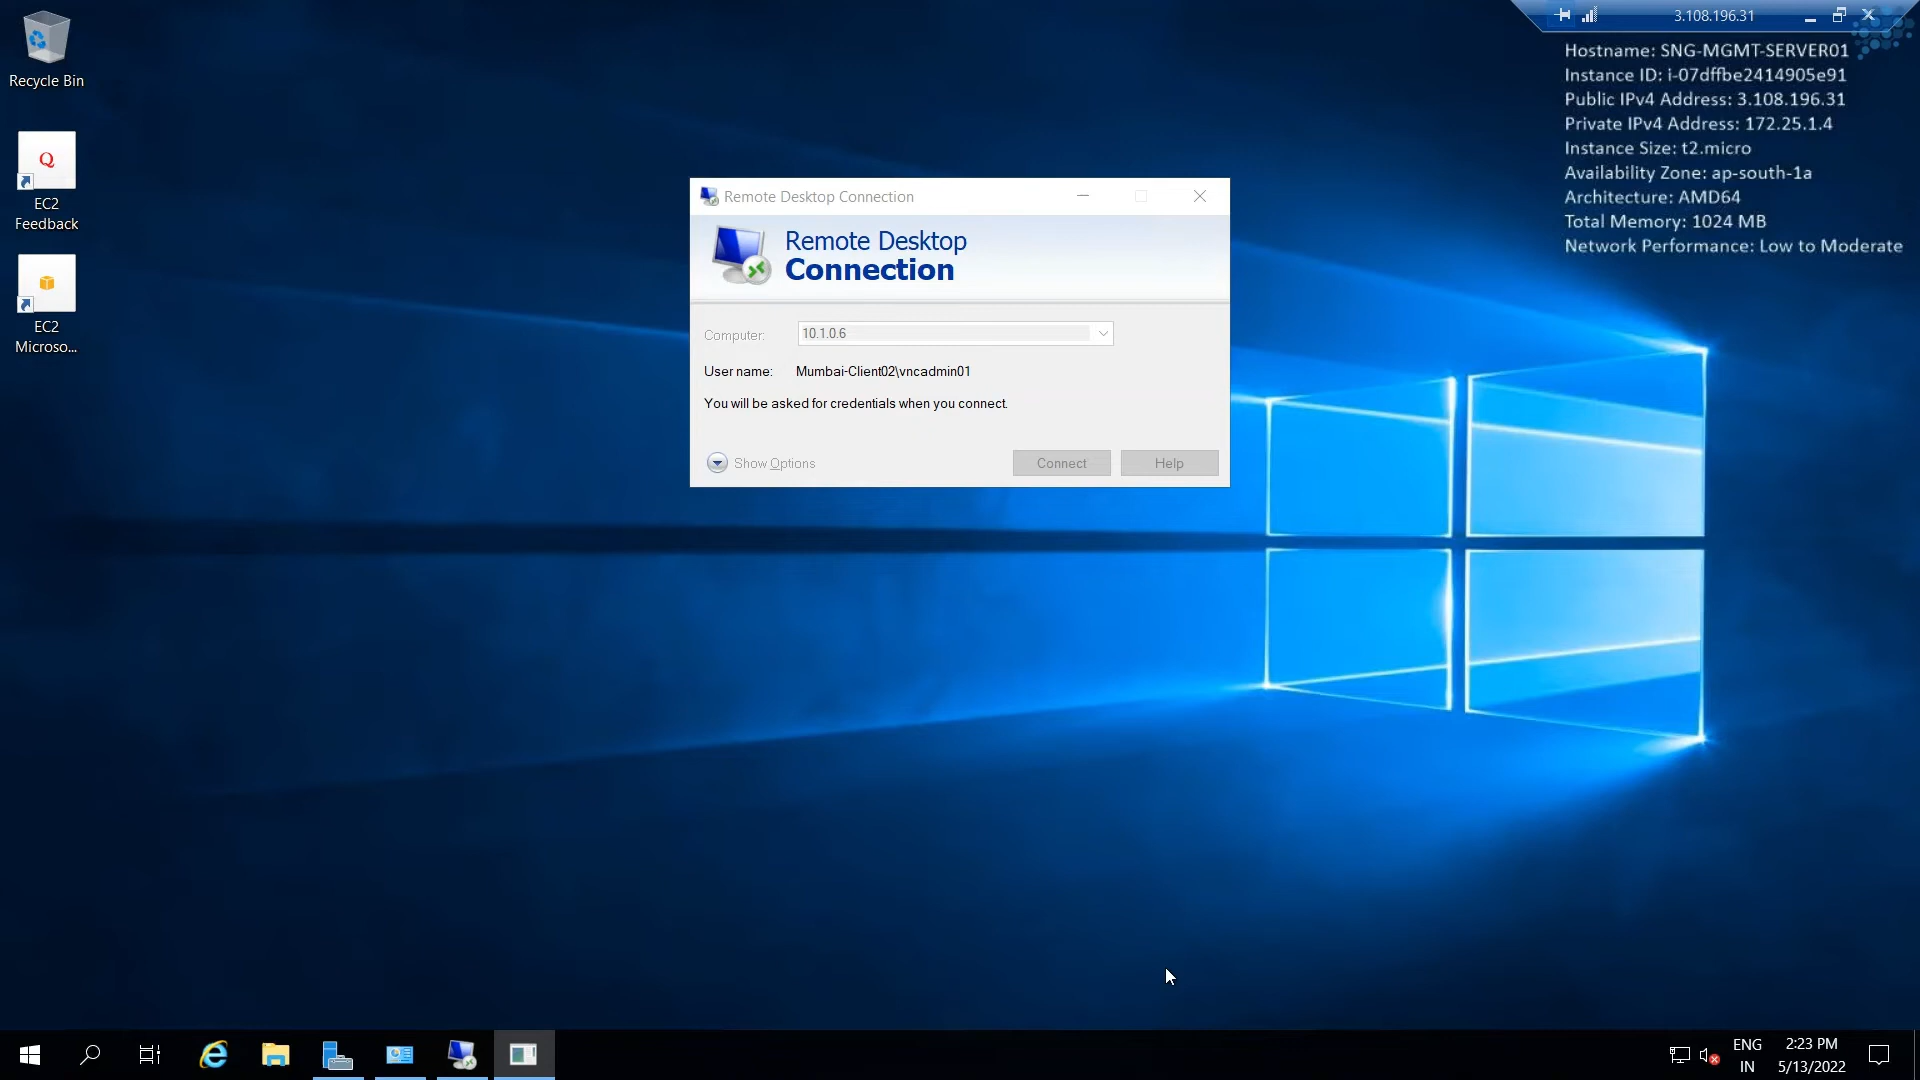 Recycle Bin
Q
EC2
Feedback
EC2
Microso...
3.108.196.31
Hostname: SNG-MGMT-SERVER01
Instance ID: i-07dffbe2414905e91
Public IPv4 Address: 3.108.196.31
Private IPv4 Address: 172.25.1.4
Instance Size: t2.micro
Availability Zone: ap-south-1a
Architecture: AMD64
Total Memory: 1024 MB
Network Performance: Low to Moderate
Remote Desktop Connection
Remote Desktop
Connection
Computer: 10.1.0.6
User name: Mumbai-Client02\vncadmin01
You will be asked for credentials when you connect.
Show Options Connect Help
ENG
IN
2:23 PM
5/13/2022